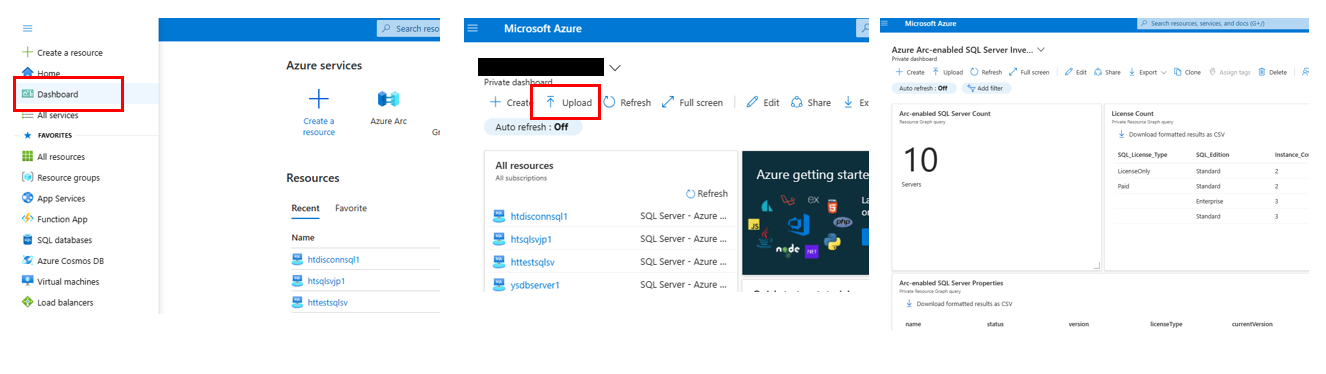 Search reso
Create a resource
Home
Dashboard
All services
FAVORITES
All resources
Resource groups
App Services
Function App
SQL databases
Azure Cosmos DB
Virtual machines
Load balancers
Azure services
Create a
resource
Azure Arc
G
Resources
Recent Favorite
Name
htdisconnsql1
htsqlsvjp1
httestsqlsv
Microsoft Azure
Private dashboard
Create Upload Refresh Full screen Edit Share Ex
Auto refresh : Off
All resources
All subscriptions
Refresh
htdisconnsql1 SQL Server - Azure ...
htsqlsvjp1 SQL Server - Azure ...
httestsqlsv SQL Server - Azure ...
ysdbserver1 SQL Server - Azure ...
Azure getting starte
La
on
ex
JS
php
node
NET
Microsoft Azure
Search resources, services, and docs (G+/)
Azure Arc-enabled SQL Server Inve...
Private dashboard
Create Upload Refresh Full screen Edit Share Export Clone Assign tags Delete
Auto refresh : Off Add filter
Arc-enabled SQL Server Count
Resource Graph query
10
Servers
License Count
Private Resource Graph query
Download formatted results as CSV
SQL_License_Type SQL_Edition Instance_Cou
LicenseOnly Standard 2
Paid Standard 2
Enterprise 3
Standard 3
Arc-enabled SQL Server Properties
Private Resource Graph query
Download formatted results as CSV
name status version licenseType currentVersion